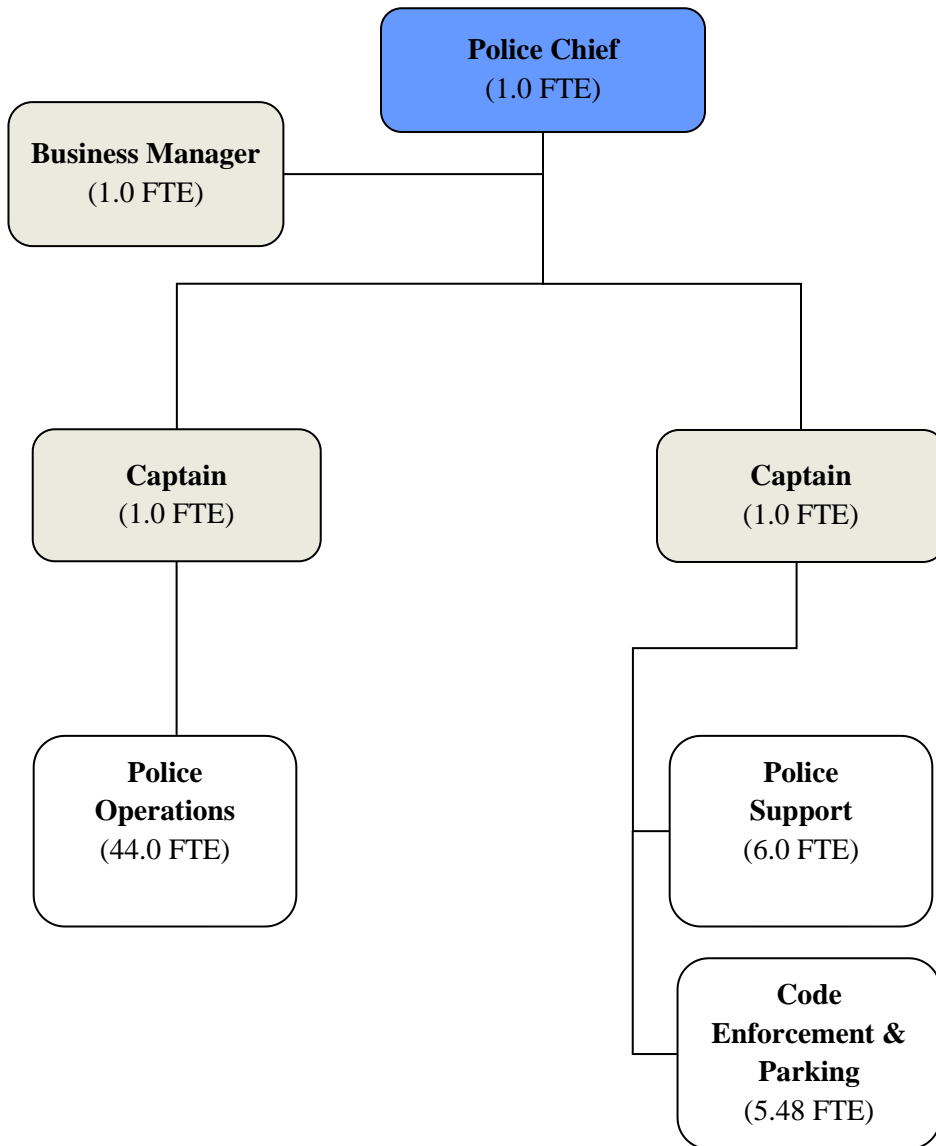 Police Chief
(1.0 FTE)
Business Manager
(1.0 FTE)
Captain
(1.0 FTE)
Captain
(1.0 FTE)
Police
Operations
(44.0 FTE)
Police
Support
(6.0 FTE)
Code
Enforcement &
Parking
(5.48 FTE)